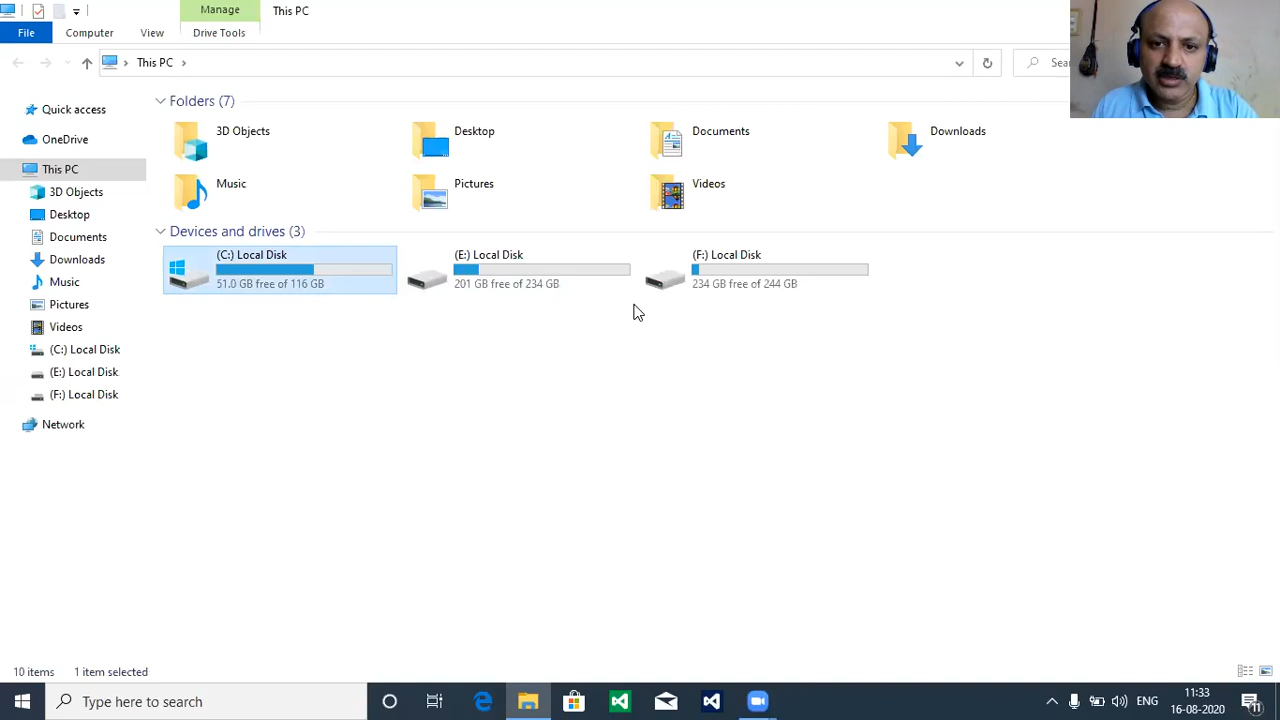 Manage
This PC
File
Computer
View
Drive Tools
This PC
Sea
Quick access
OneDrive
This PC
3D Objects
Desktop
Documents
Downloads
Music
Pictures
Videos
(C:) Local Disk
(E:) Local Disk
(F:) Local Disk
Network
Folders (7)
3D Objects
Desktop
Documents
Downloads
Music
Pictures
Videos
Devices and drives (3)
(C:) Local Disk
51.0 GB free of 116 GB
(E:) Local Disk
201 GB free of 234 GB
(F:) Local Disk
234 GB free of 244 GB
10 items
1 item selected
Type here to search
ENG
11:33
16-08-2020
11